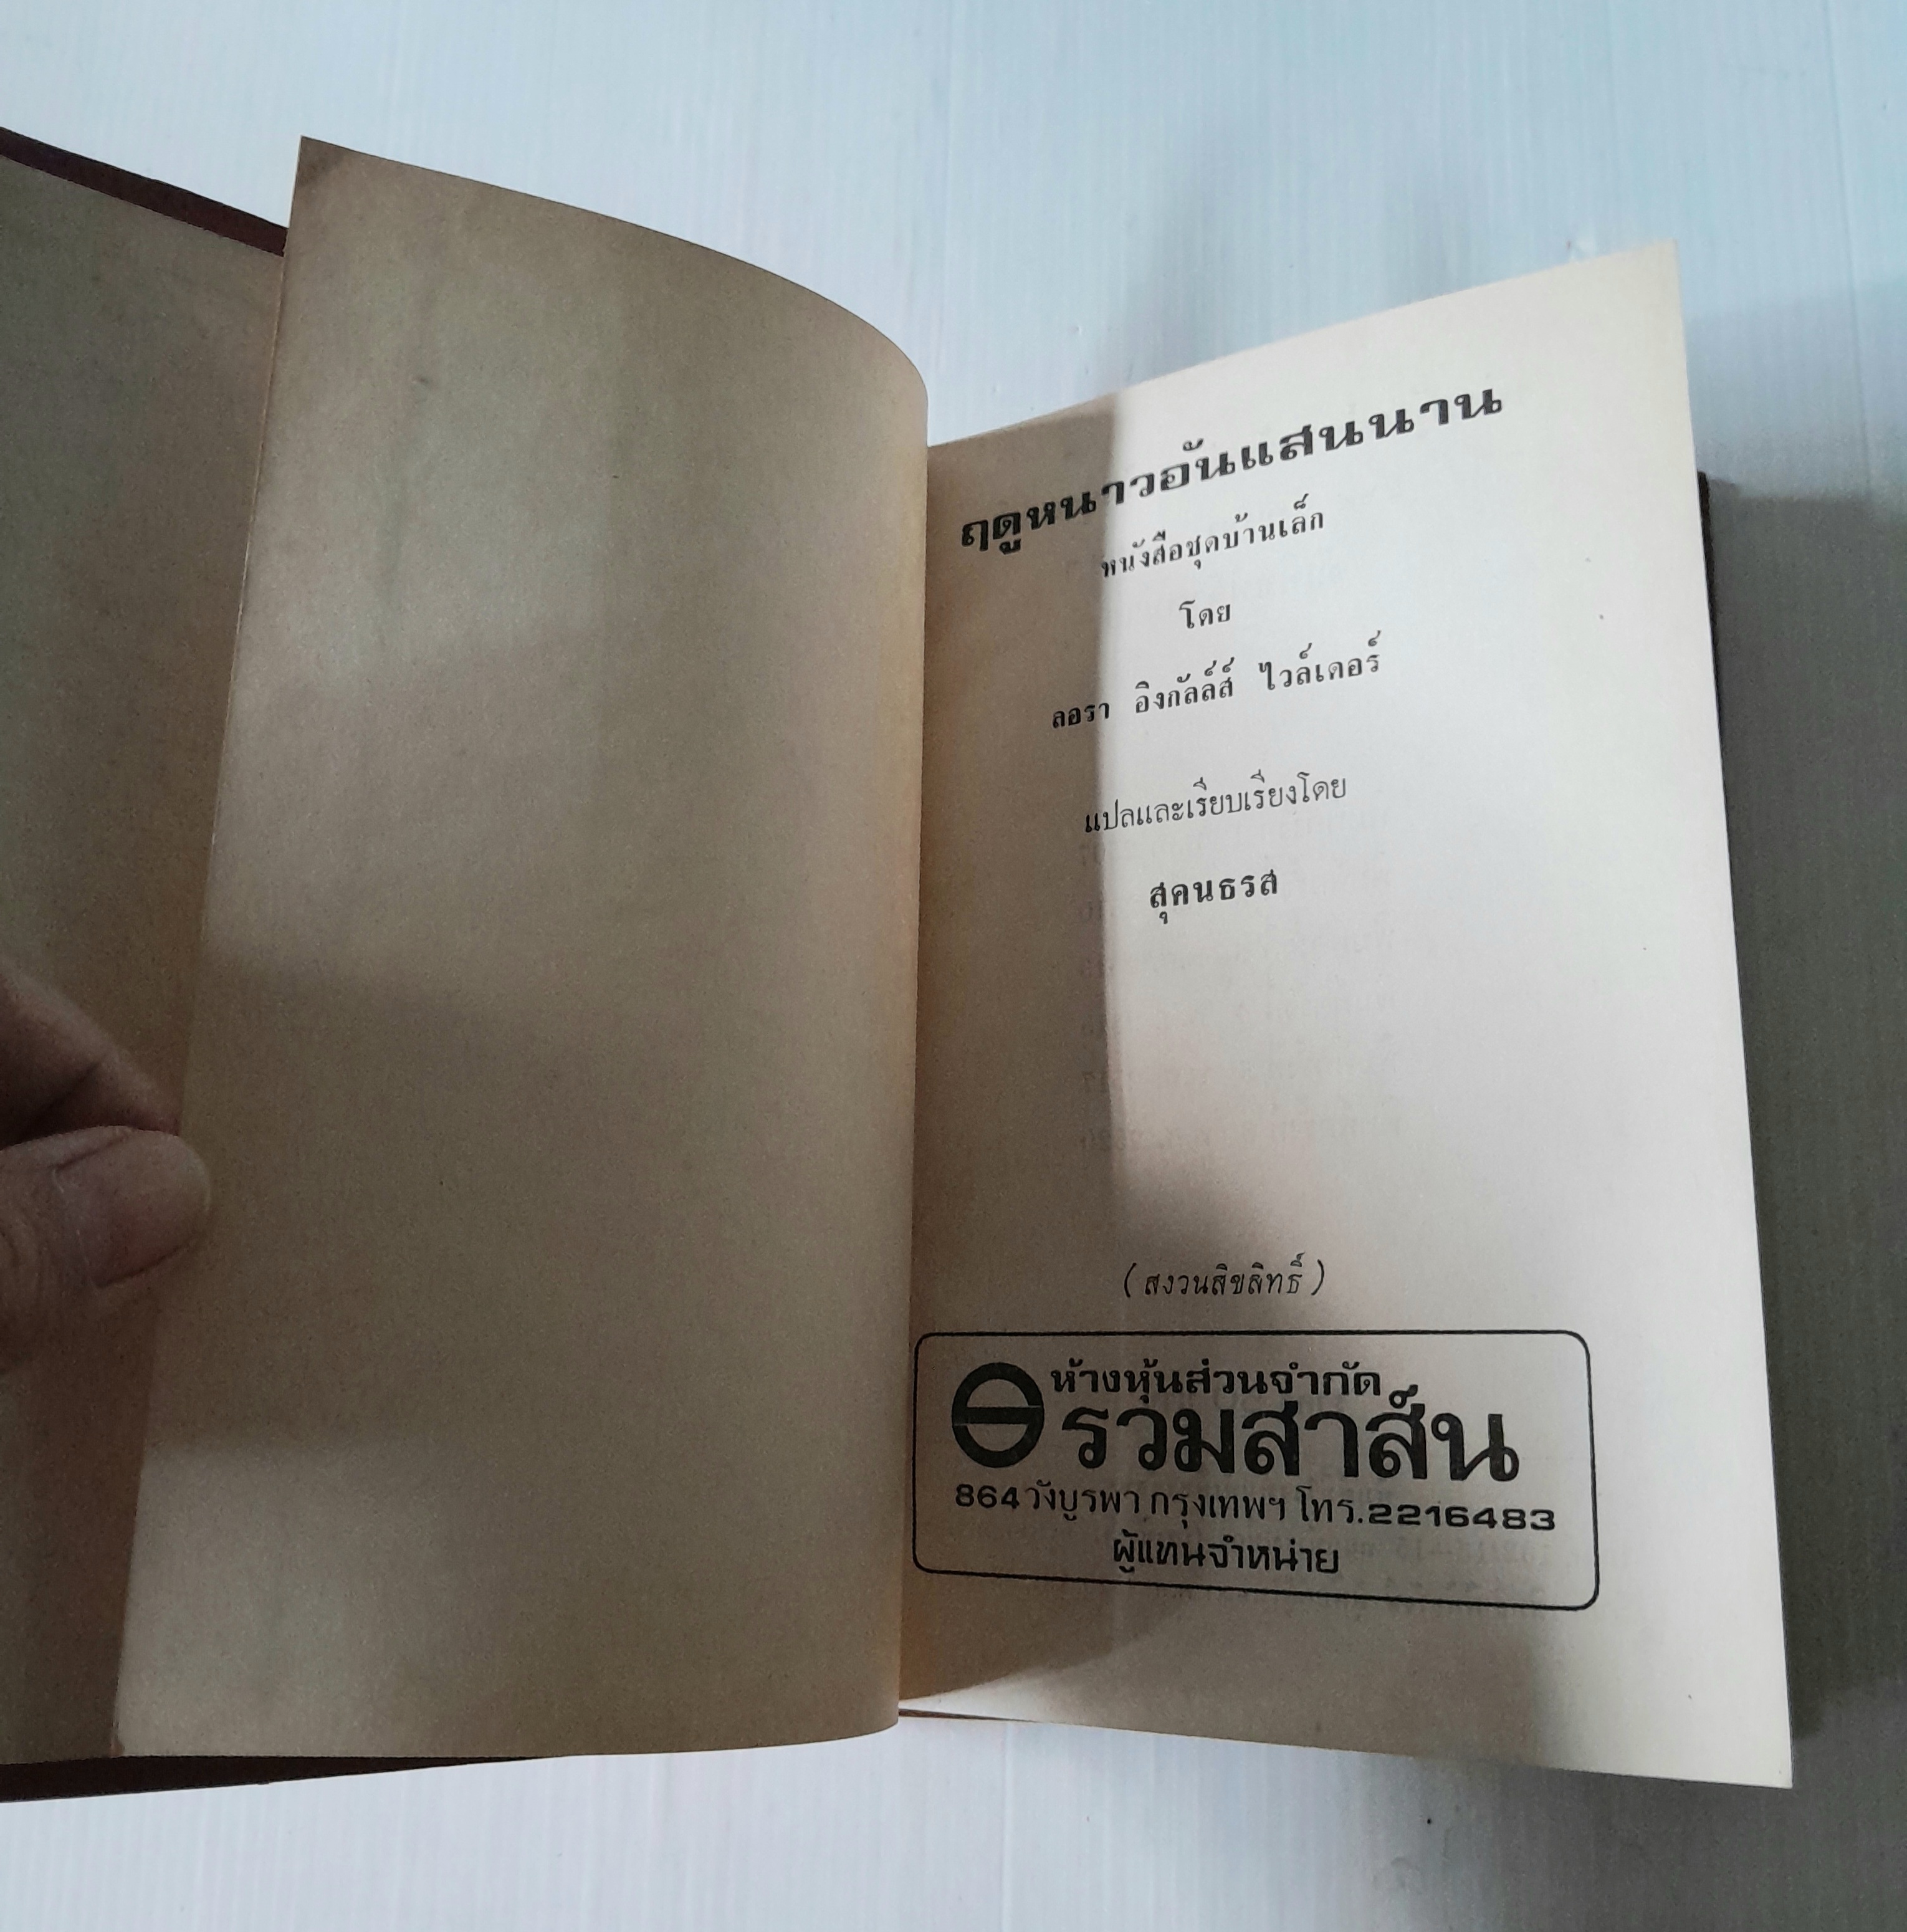 ฤดูหนาวอันแสนนาน
หนังสือชุดบ้านเล็ก
โดย
ลอรา อิงกัลล์ส์ ไวล์เดอร์
แปลและเรียบเรียงโดย
สุคนธรส
(สงวนลิขสิทธิ์)
ห้างหุ้นส่วนจำกัด
รวมสาส์น
864 วังบูรพา กรุงเทพฯ โทร.2216483
ผู้แทนจำหน่าย